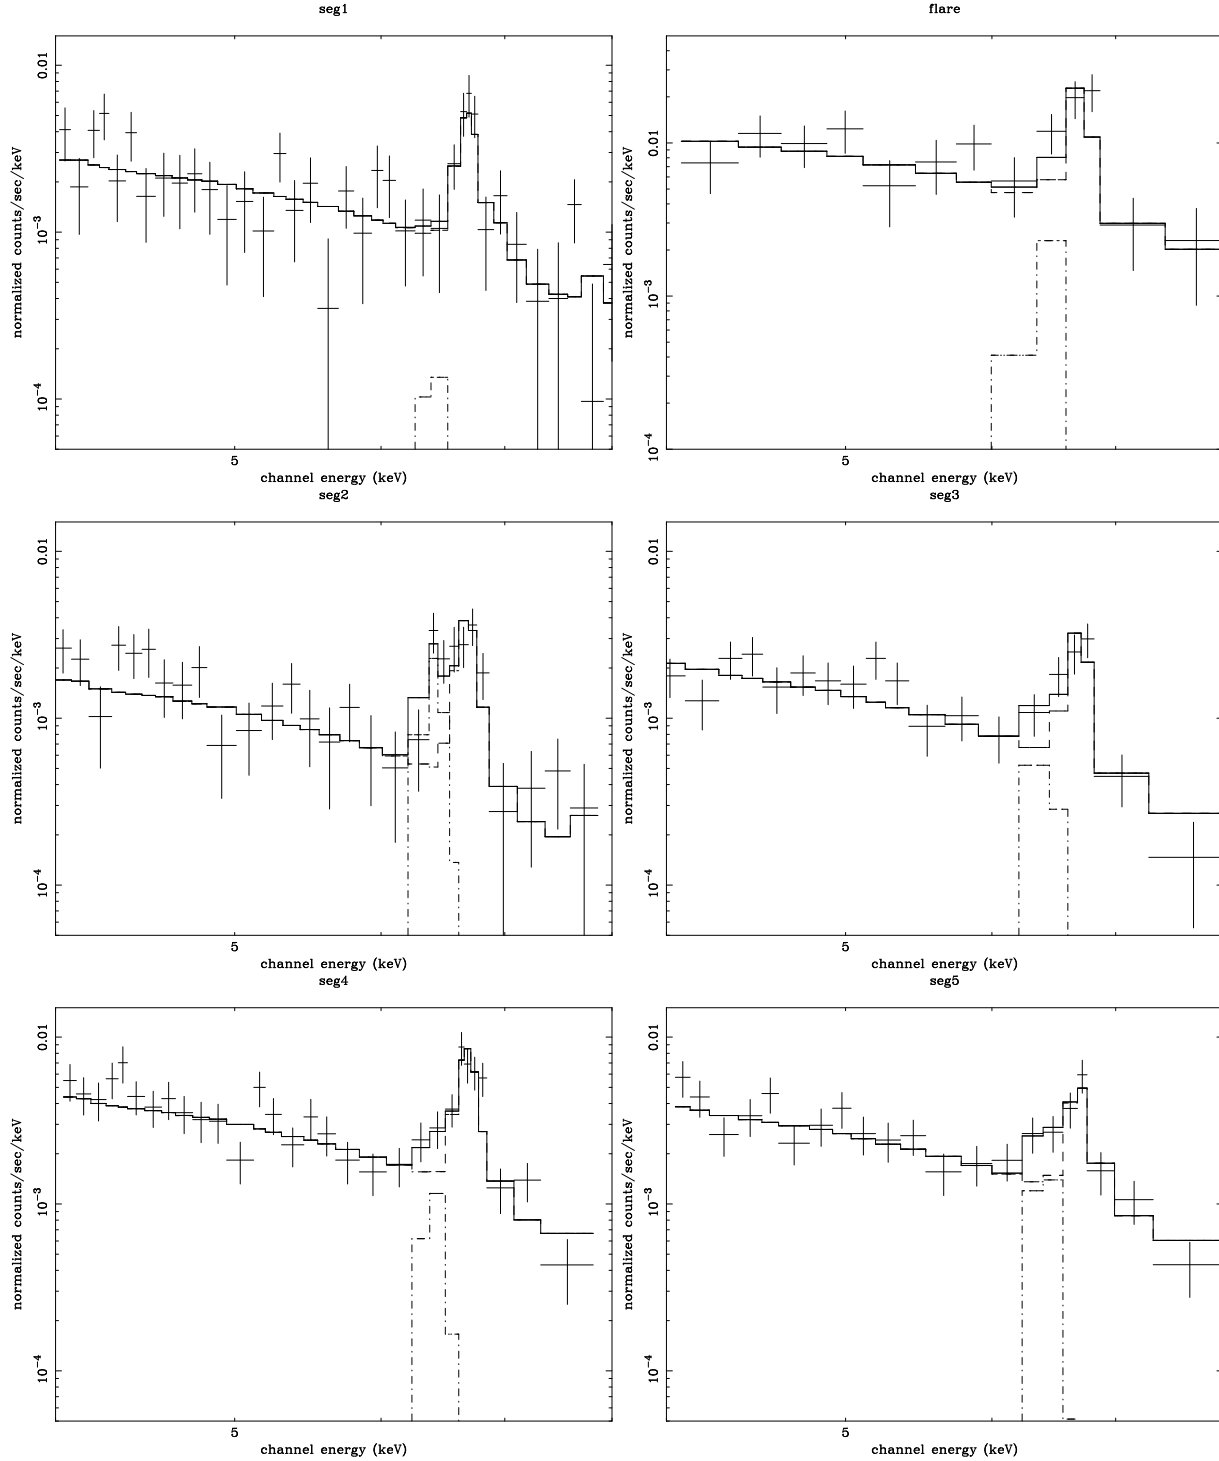 seg1
normalized counts/sec/keV
0.01
10⁻³
10⁻⁴
5
channel energy (keV)
flare
normalized counts/sec/keV
0.01
10⁻³
10⁻⁴
5
channel energy (keV)
seg2
normalized counts/sec/keV
0.01
10⁻³
10⁻⁴
5
channel energy (keV)
seg3
normalized counts/sec/keV
0.01
10⁻³
10⁻⁴
5
channel energy (keV)
seg4
normalized counts/sec/keV
0.01
10⁻³
10⁻⁴
5
channel energy (keV)
seg5
normalized counts/sec/keV
0.01
10⁻³
10⁻⁴
5
channel energy (keV)